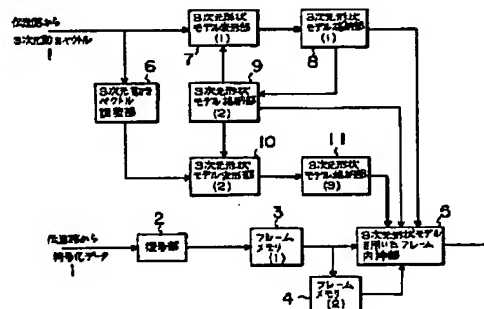 伝送路から
3次元動きベクトル
3次元形状
モデル変形部
(1)
7
3次元形状
モデル格納部
(1)
8
6
3次元動き
ベクトル
調整部
9
3次元形状
モデル格納部
(2)
10
3次元形状
モデル変形部
(2)
11
3次元形状
モデル格納部
(3)
伝送路から
符号化データ
2
復号部
3
フレーム
メモリ
(1)
5
3次元形状モデル
を用いたフレーム
内挿部
4
フレーム
メモリ
(2)